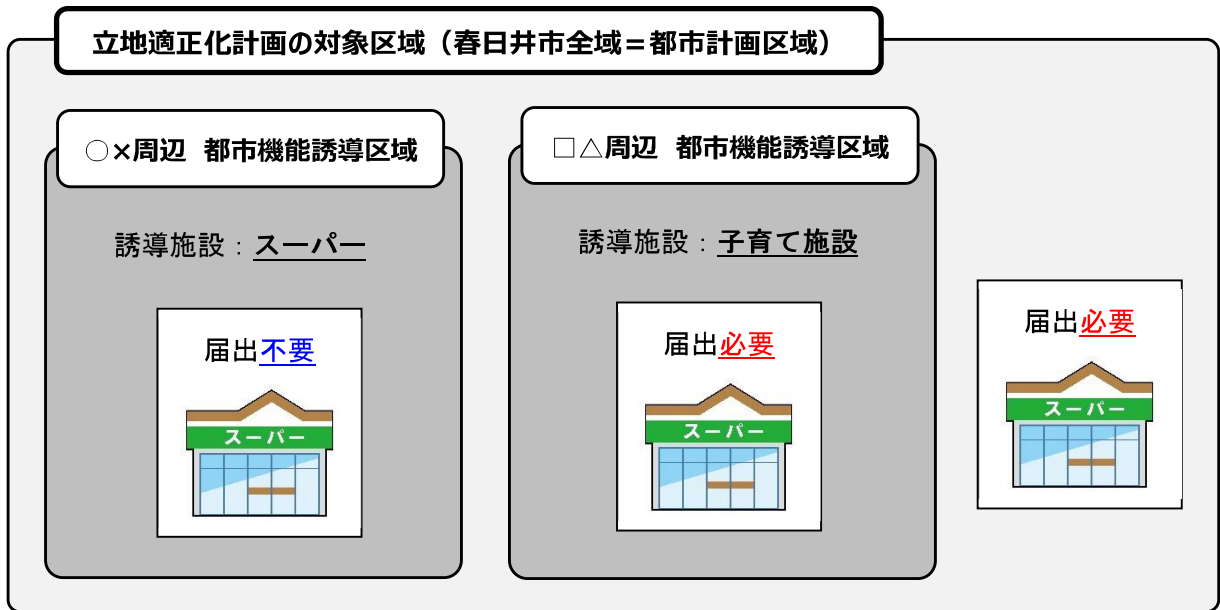 立地適正化計画の対象区域（春日井市全域＝都市計画区域）
○×周辺 都市機能誘導区域
誘導施設：スーパー
届出不要
スーパー
□△周辺 都市機能誘導区域
誘導施設：子育て施設
届出必要
スーパー
届出必要
スーパー